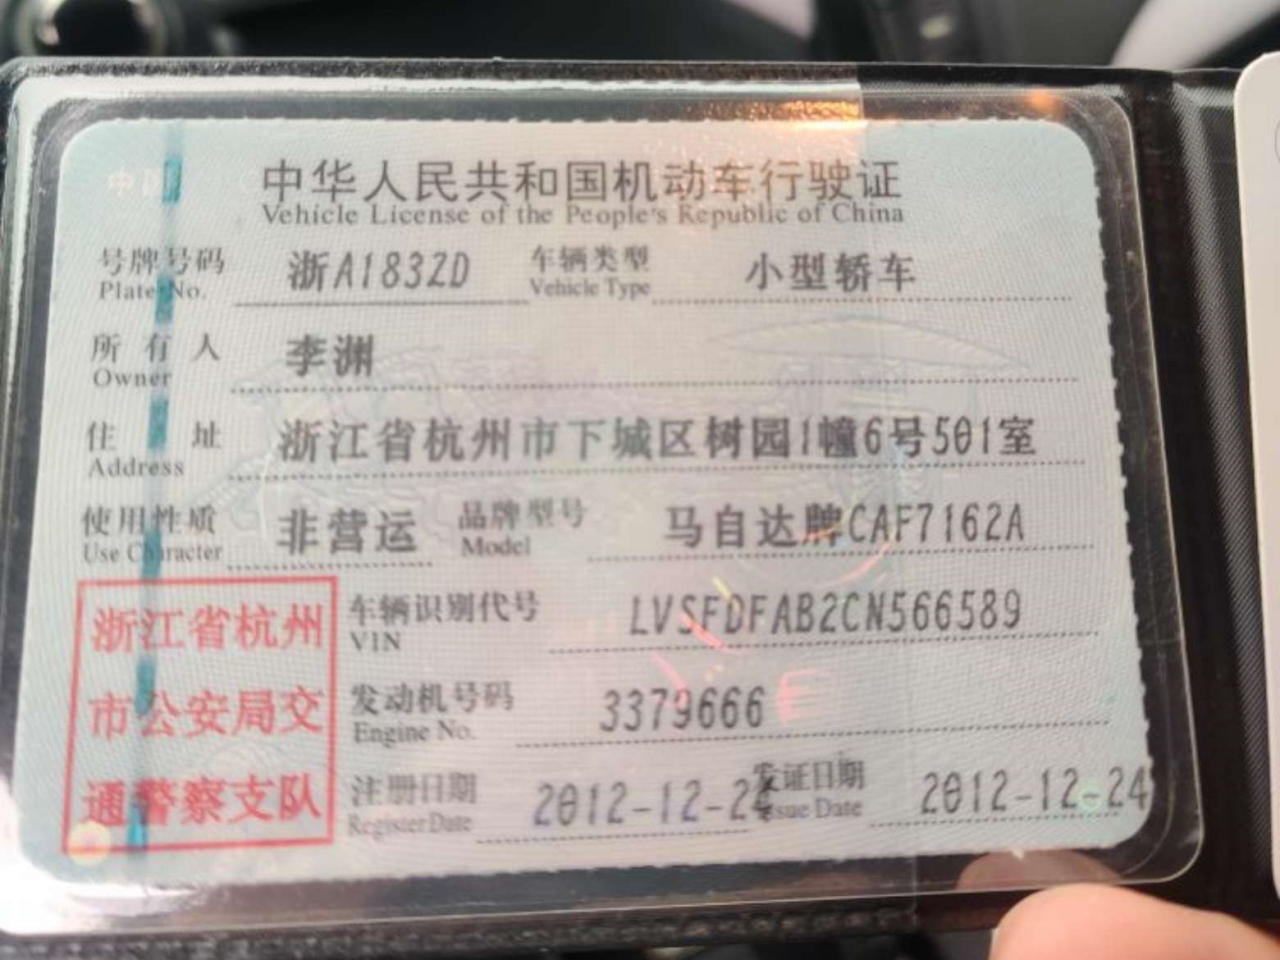 中华人民共和国机动车行驶证
Vehicle License of the People's Republic of China
号牌号码 浙A1832D 车辆类型 小型轿车
Plate No. Vehicle Type
所有人 李洲
Owner
住址 浙江省杭州市下城区树园1幢6号501室
Address
使用性质 非营运 品牌型号 马自达牌CAF7162A
Use Character Model
浙江省杭州
市公安局交
通警察支队
车辆识别代号 LVSFDFAB2CN566589
VIN
发动机号码 3379666
Engine No.
注册日期 2012-12-24 发证日期 2012-12-24
Register Date Issue Date